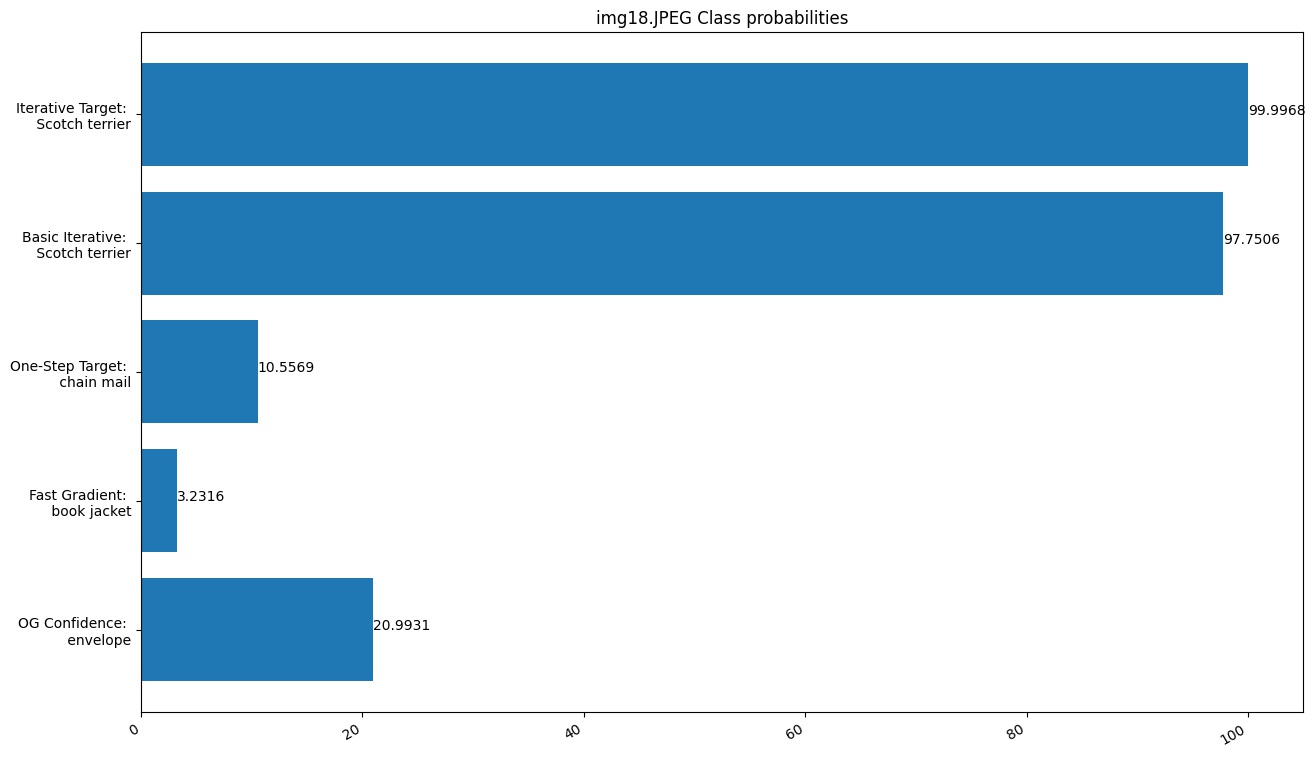 img18.JPEG Class probabilities
Iterative Target:
Scotch terrier
99.9968
Basic Iterative:
Scotch terrier
97.7506
One-Step Target:
chain mail
10.5569
Fast Gradient:
book jacket
3.2316
OG Confidence:
envelope
20.9931
0 20 40 60 80 100